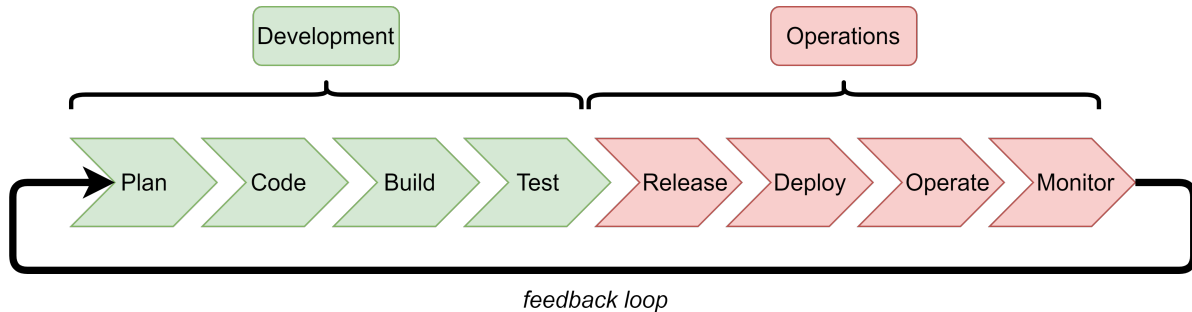 Development
Operations
Plan
Code
Build
Test
Release
Deploy
Operate
Monitor
feedback loop